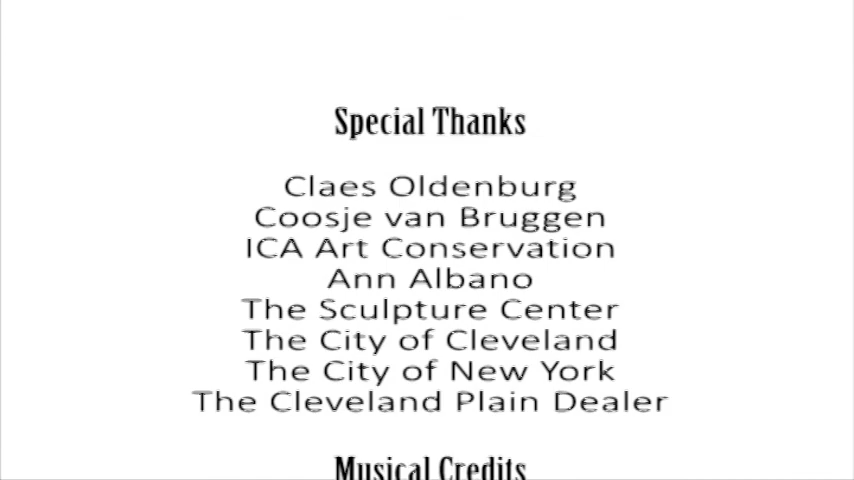 Special Thanks
Claes Oldenburg
Coosje van Bruggen
ICA Art Conservation
Ann Albano
The Sculpture Center
The City of Cleveland
The City of New York
The Cleveland Plain Dealer
Musical Credits